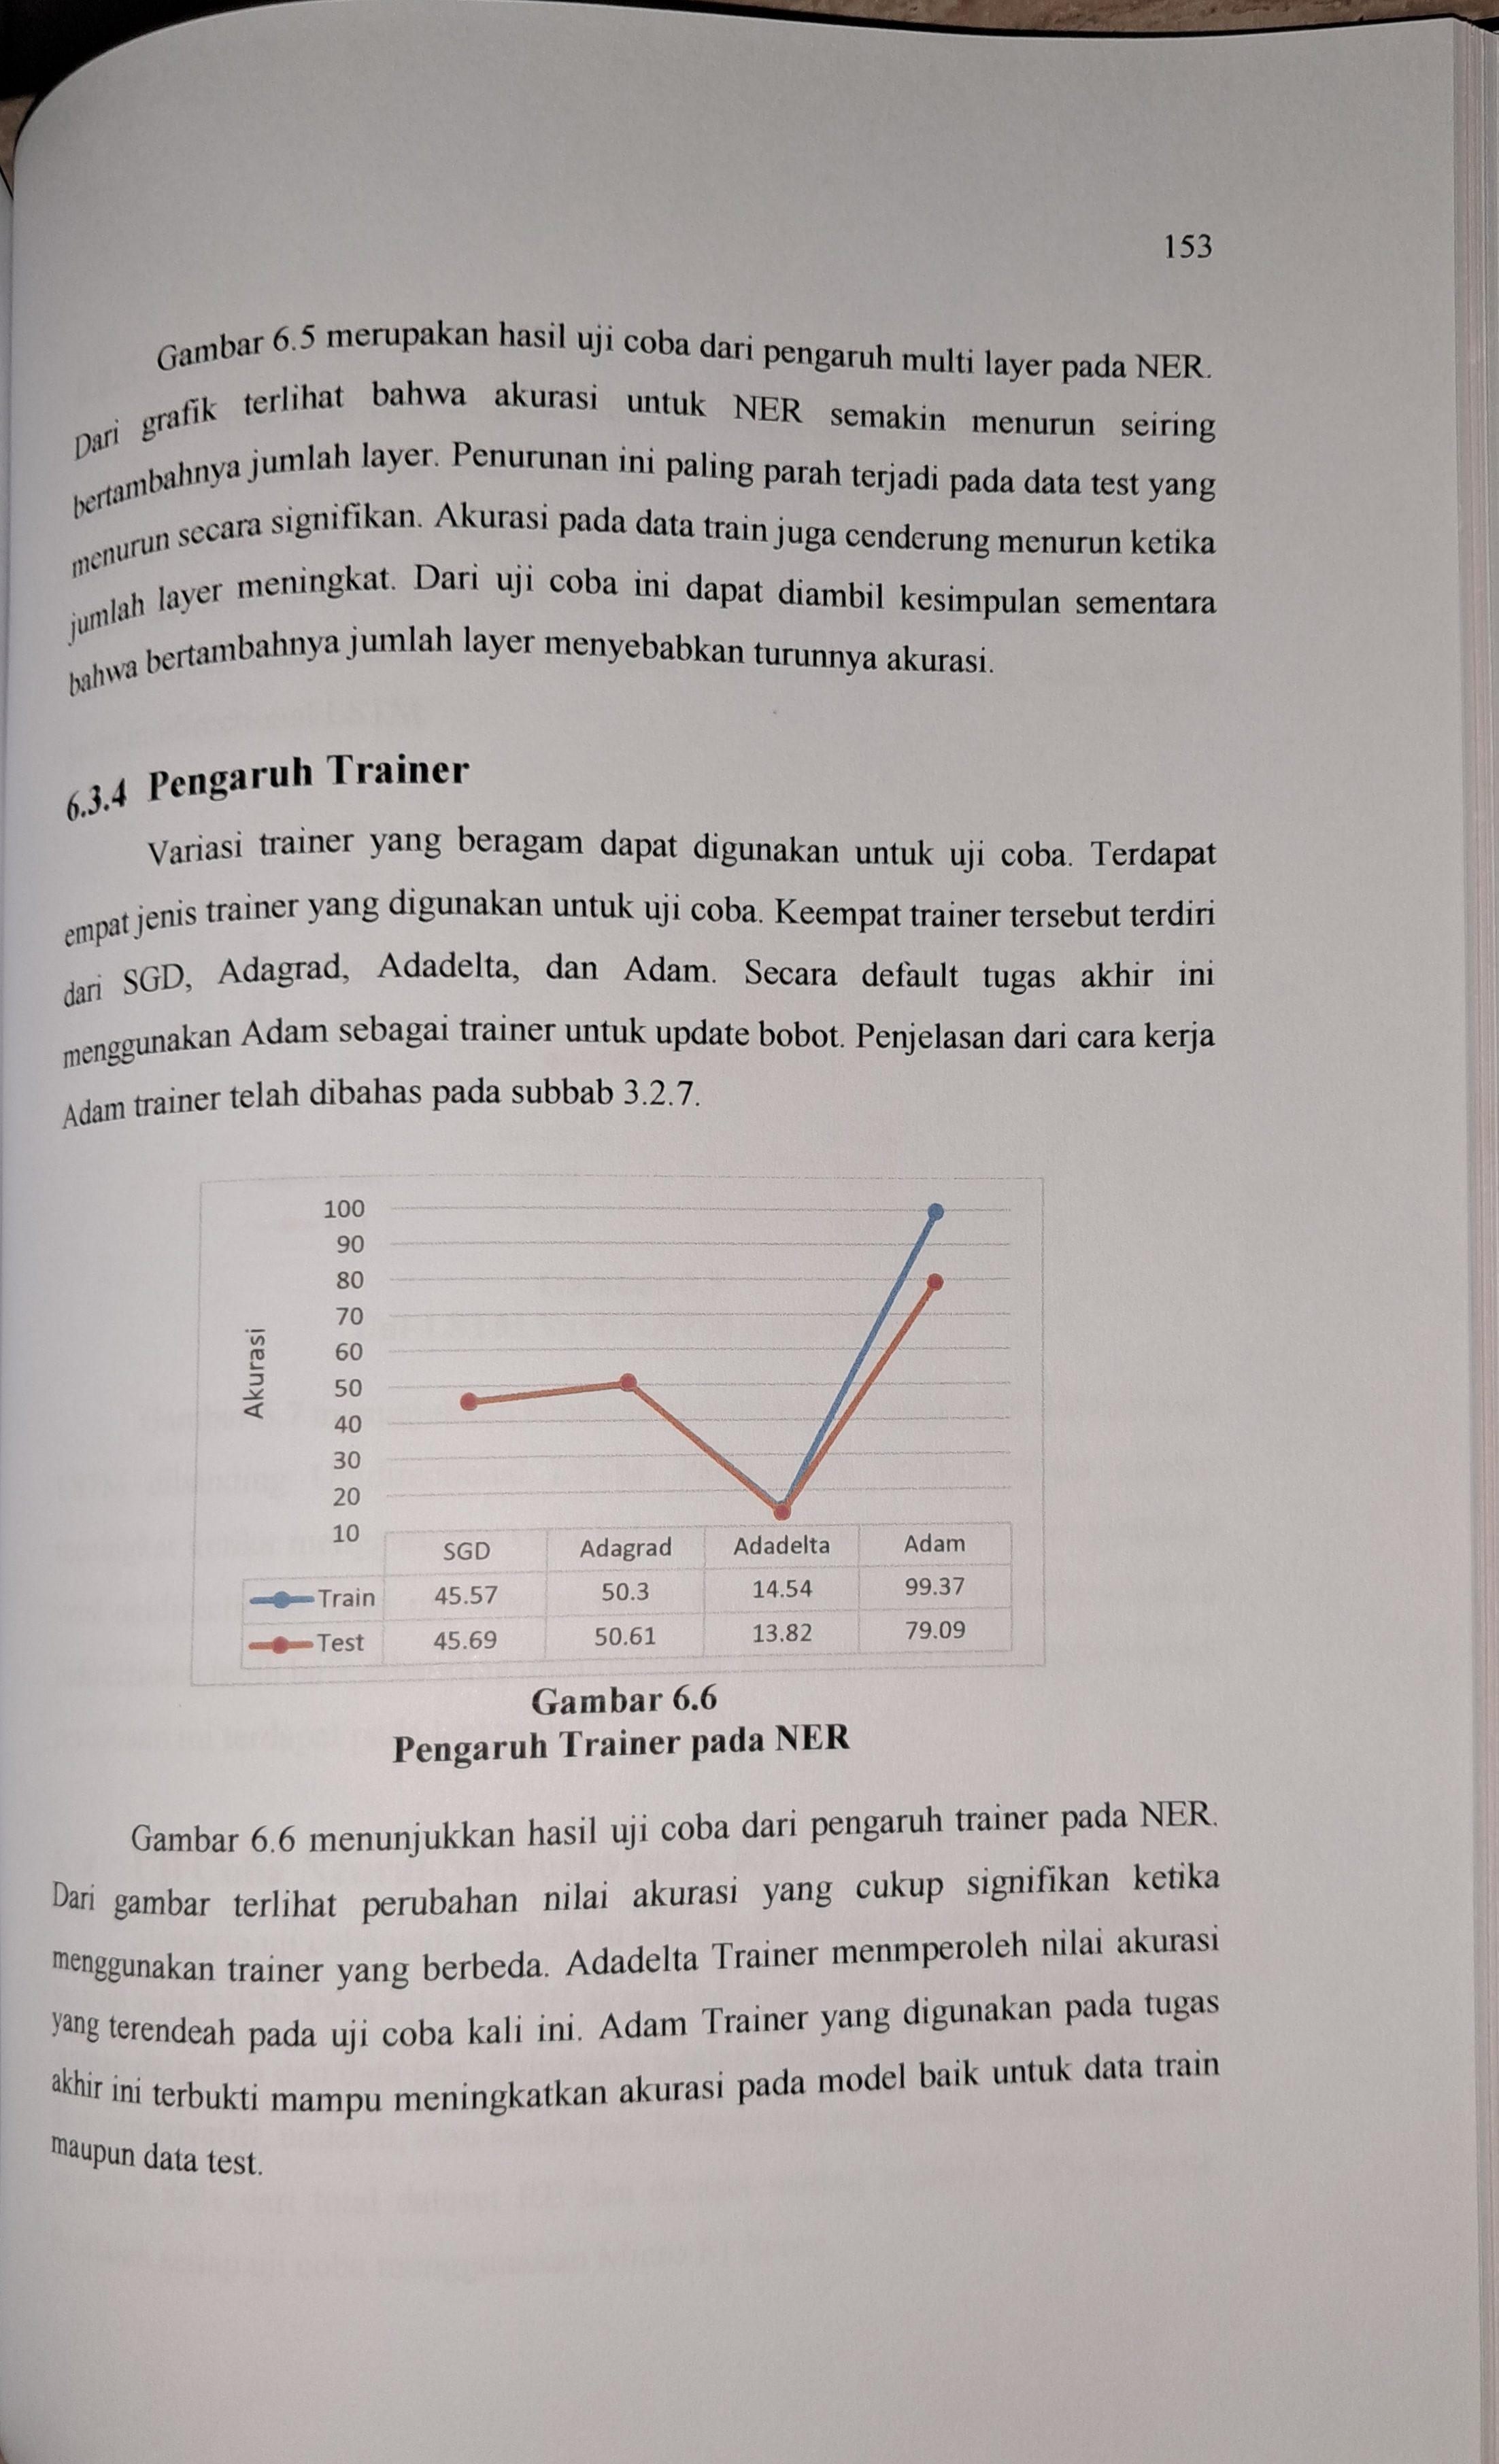 153
Gambar 6.5 merupakan hasil uji coba dari pengaruh multi layer pada NER.
Dari grafik terlihat bahwa akurasi untuk NER semakin menurun seiring
bertambahnya jumlah layer. Penurunan ini paling parah terjadi pada data test yang
menurun secara signifikan. Akurasi pada data train juga cenderung menurun ketika
jumlah layer meningkat. Dari uji coba ini dapat diambil kesimpulan sementara
bahwa bertambahnya jumlah layer menyebabkan turunnya akurasi.
6.3.4 Pengaruh Trainer
Variasi trainer yang beragam dapat digunakan untuk uji coba. Terdapat
empat jenis trainer yang digunakan untuk uji coba. Keempat trainer tersebut terdiri
dari SGD, Adagrad, Adadelta, dan Adam. Secara default tugas akhir ini
menggunakan Adam sebagai trainer untuk update bobot. Penjelasan dari cara kerja
Adam trainer telah dibahas pada subbab 3.2.7.
Akurasi
100
90
80
70
60
50
40
30
20
10
SGD Adagrad Adadelta Adam
Train 45.57 50.3 14.54 99.37
Test 45.69 50.61 13.82 79.09
Gambar 6.6
Pengaruh Trainer pada NER
Gambar 6.6 menunjukkan hasil uji coba dari pengaruh trainer pada NER.
Dari gambar terlihat perubahan nilai akurasi yang cukup signifikan ketika
menggunakan trainer yang berbeda. Adadelta Trainer menmperoleh nilai akurasi
yang terendeah pada uji coba kali ini. Adam Trainer yang digunakan pada tugas
akhir ini terbukti mampu meningkatkan akurasi pada model baik untuk data train
maupun data test.